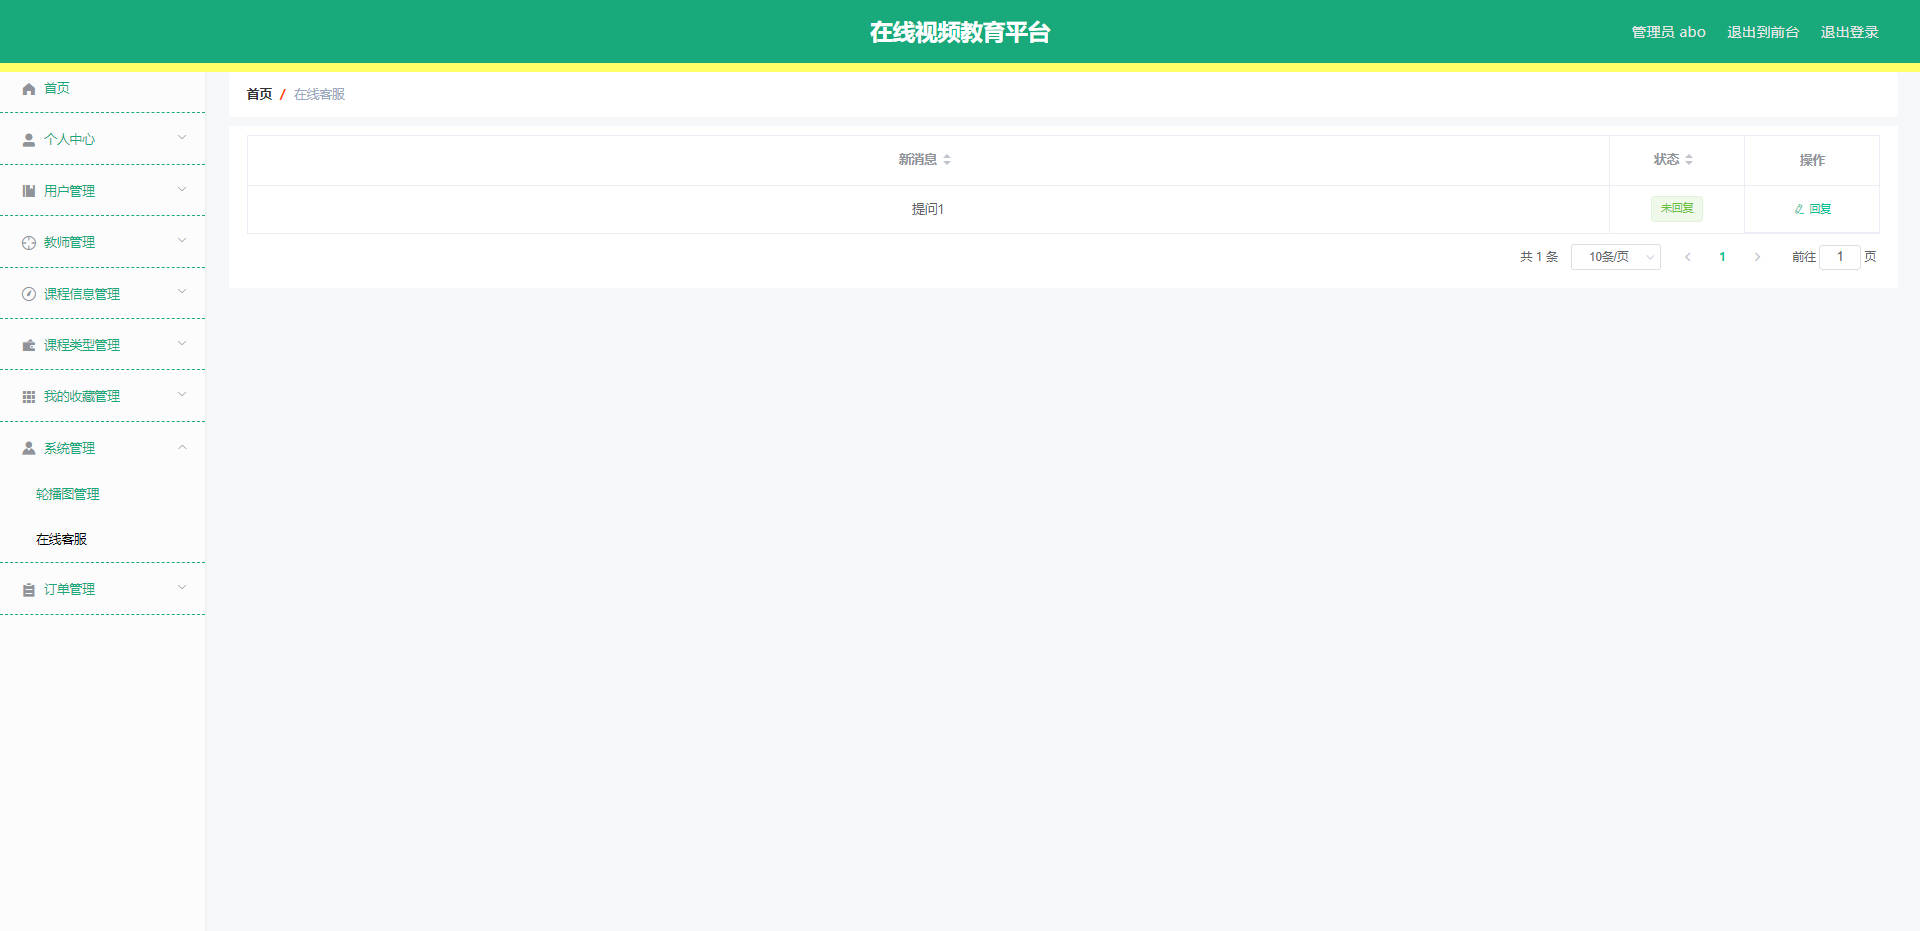 在线视频教育平台
管理员 abo 退出到前台 退出登录
首页
个人中心
用户管理
教师管理
课程信息管理
课程类型管理
我的收藏管理
系统管理
轮播图管理
在线客服
订单管理
首页 / 在线客服
新消息 状态 操作
提问1 未回复 回复
共 1 条 10条/页 1 前往 1 页